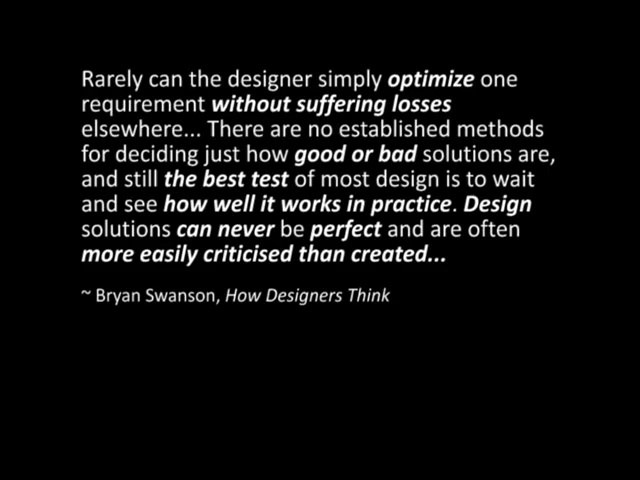 Rarely can the designer simply optimize one
requirement without suffering losses
elsewhere... There are no established methods
for deciding just how good or bad solutions are,
and still the best test of most design is to wait
and see how well it works in practice. Design
solutions can never be perfect and are often
more easily criticised than created...
~ Bryan Swanson, How Designers Think